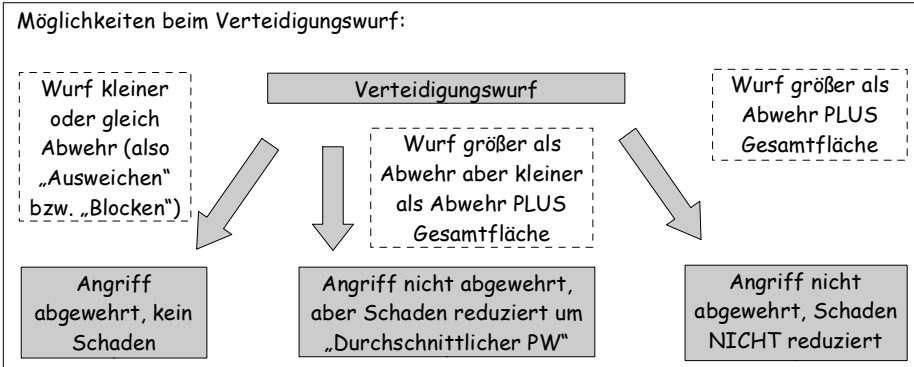 Möglichkeiten beim Verteidigungswurf:
Wurf kleiner
oder gleich
Abwehr (also
„Ausweichen“
bzw. „Blocken“)
Verteidigungswurf
Wurf größer als
Abwehr aber kleiner
als Abwehr PLUS
Gesamtfläche
Wurf größer als
Abwehr PLUS
Gesamtfläche
Angriff
abgewehrt, kein
Schaden
Angriff nicht abgewehrt,
aber Schaden reduziert um
„Durchschnittlicher PW“
Angriff nicht
abgewehrt, Schaden
NICHT reduziert